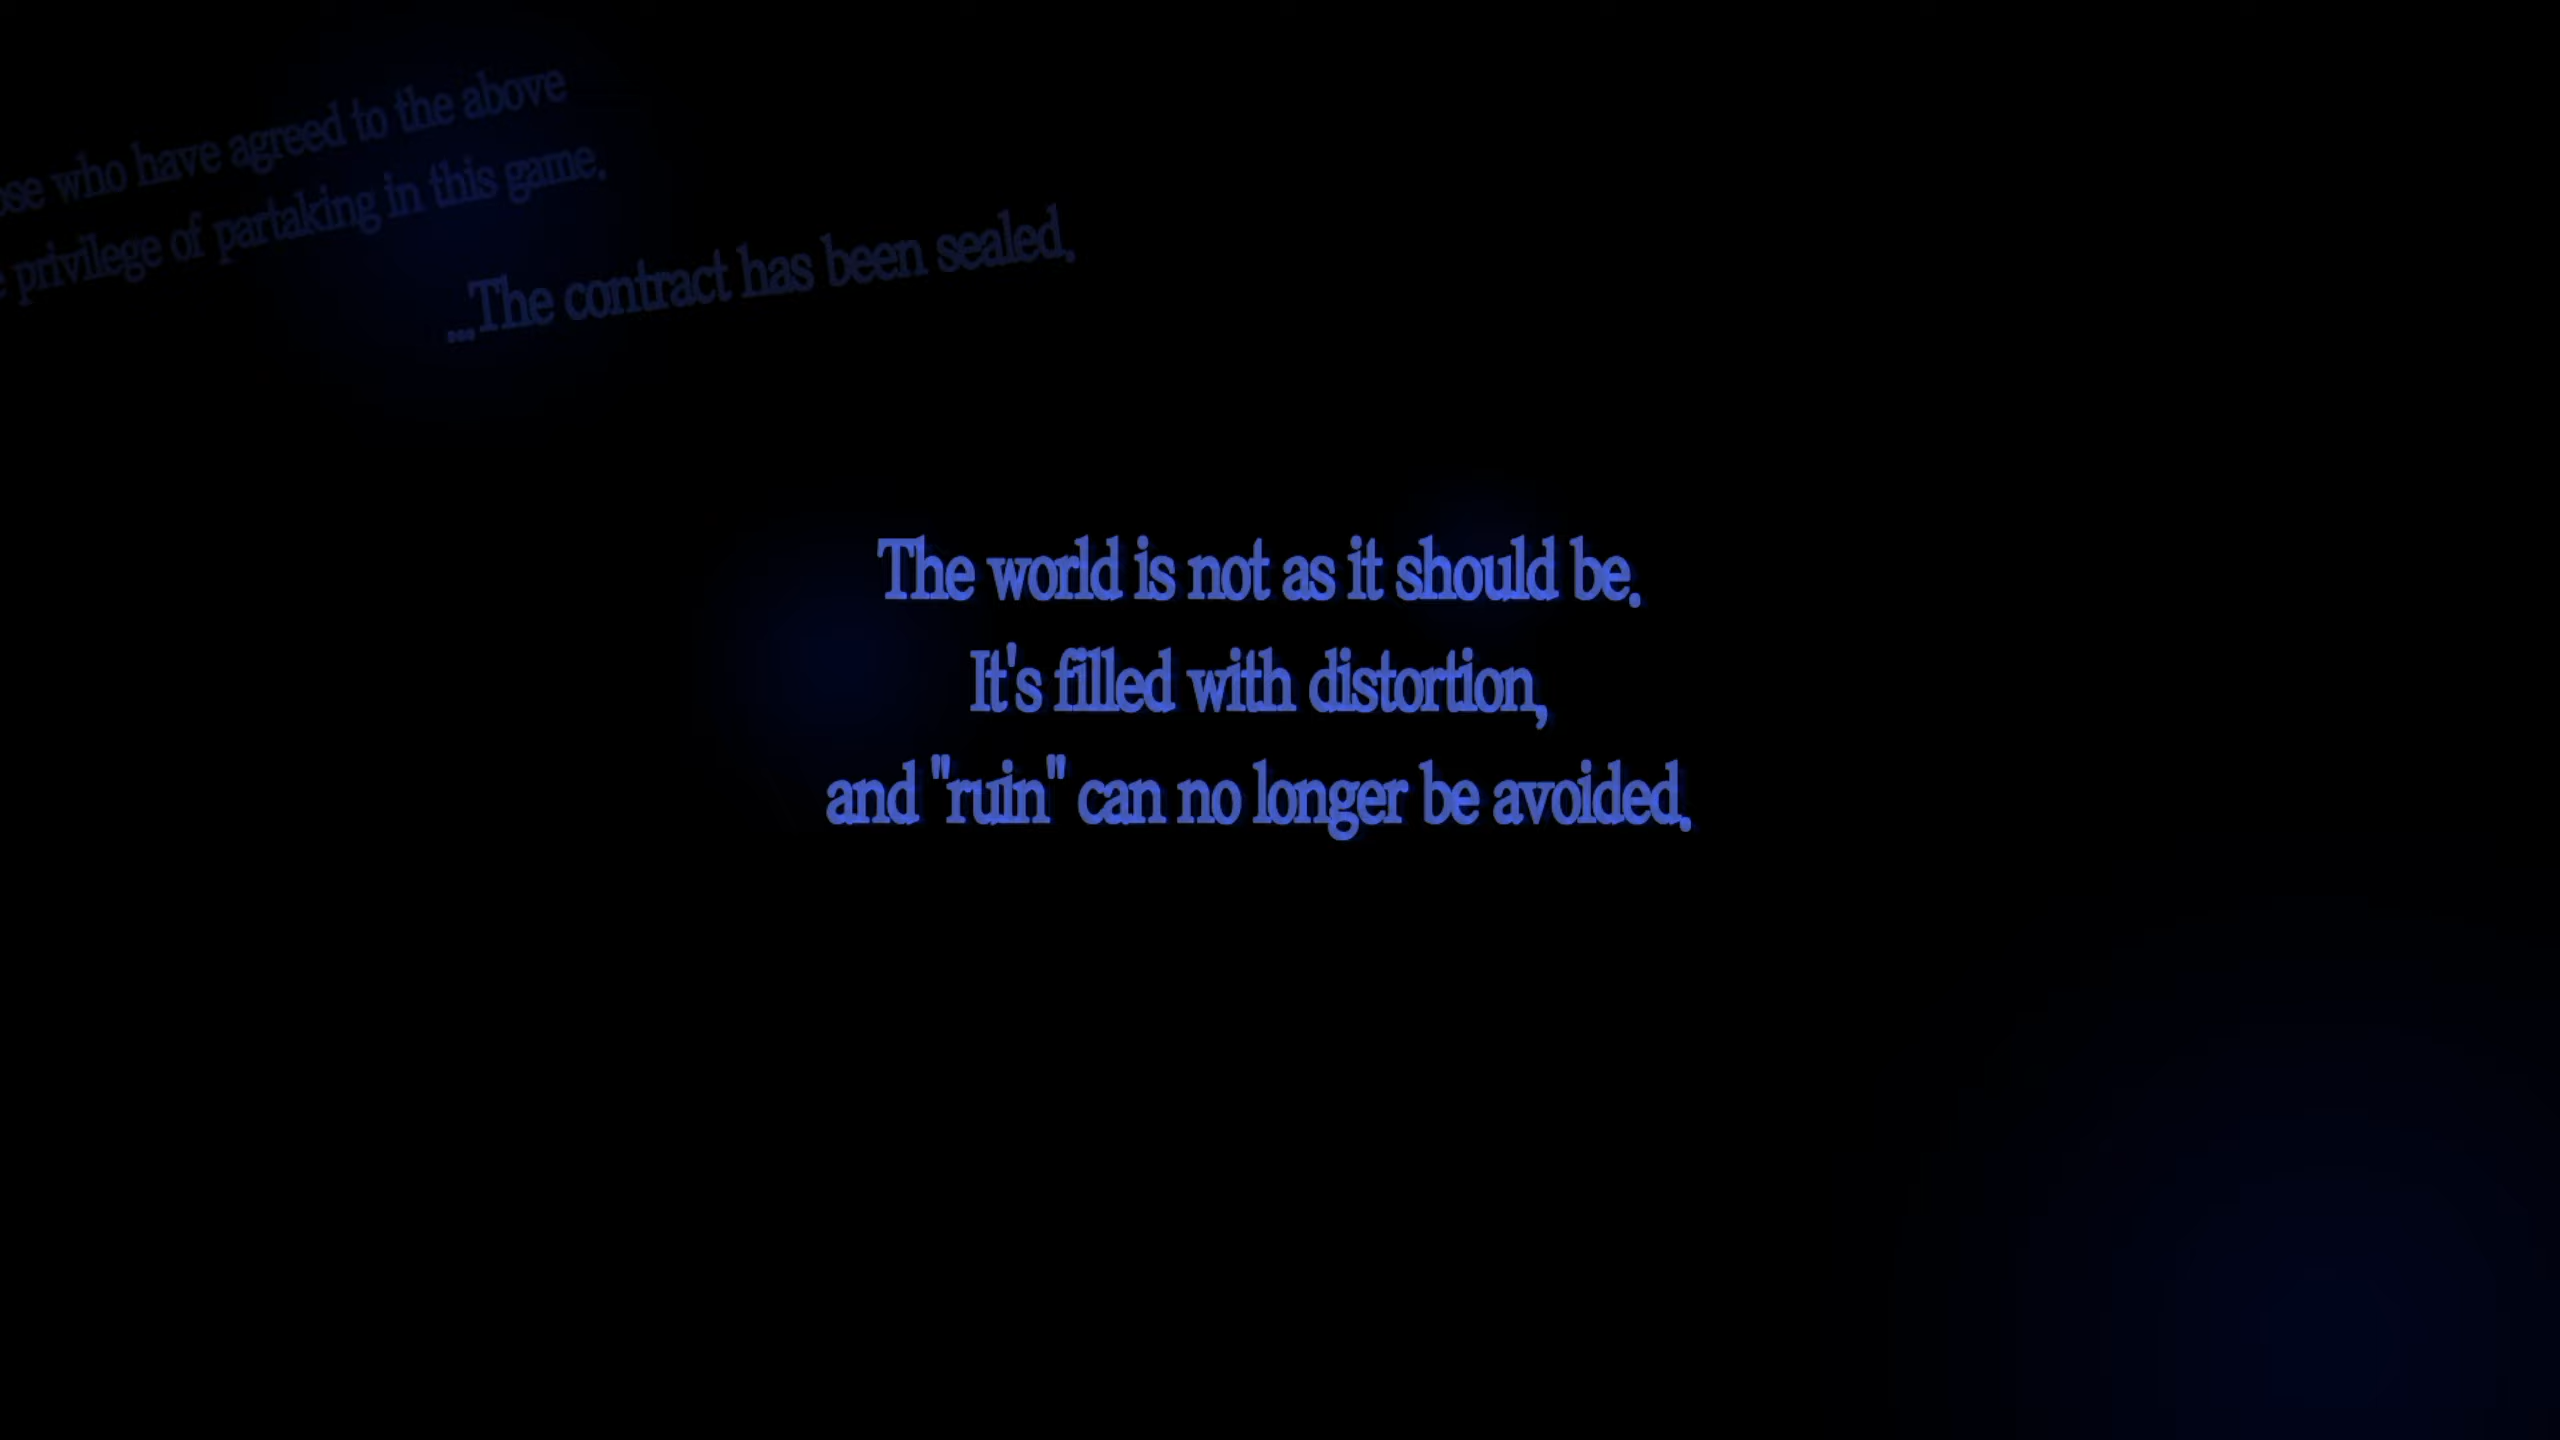 who have agreed to the above
privilege of partaking in this game.
...The contract has been sealed.
The world is not as it should be.
It's filled with distortion,
and "ruin" can no longer be avoided.